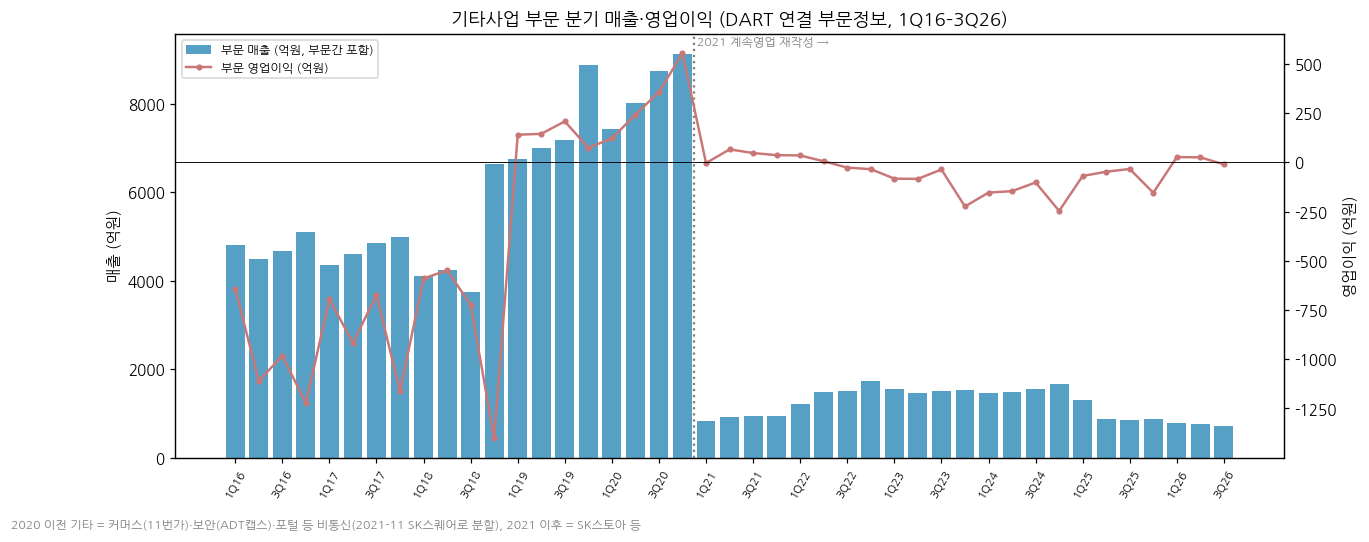 기타사업 부문 분기 매출·영업이익 (DART 연결 부문정보, 1Q16–3Q26)
부문 매출 (억원, 부문간 포함)
부문 영업이익 (억원)
2021 계속영업 재작성 →
매출 (억원)
8000
6000
4000
2000
0
500
250
0
-250
-500
-750
-1000
-1250
영업이익 (억원)
1Q16
3Q16
1Q17
3Q17
1Q18
3Q18
1Q19
3Q19
1Q20
3Q20
1Q21
3Q21
1Q22
3Q22
1Q23
3Q23
1Q24
3Q24
1Q25
3Q25
1Q26
3Q26
2020 이전 기타 = 커머스(11번가)·보안(ADT캡스)·포털 등 비통신(2021-11 SK스퀘어로 분할), 2021 이후 = SK스토아 등